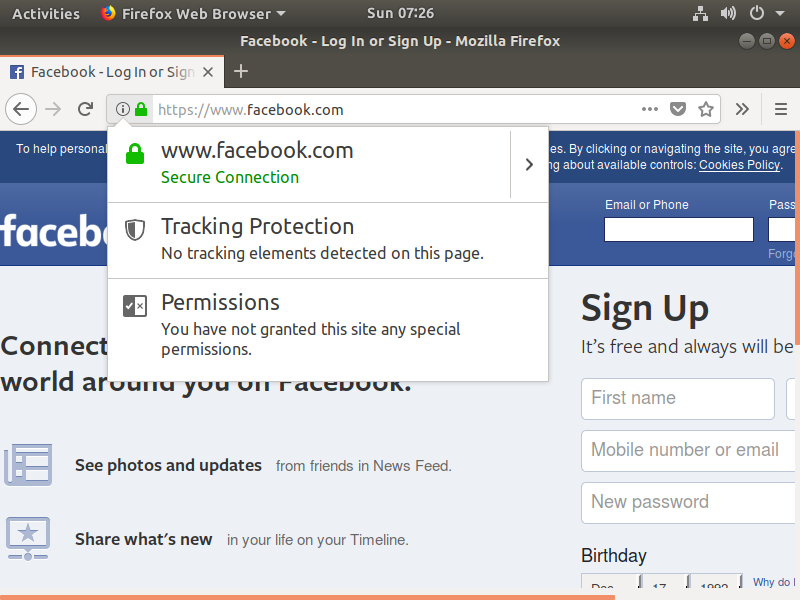 Activities Firefox Web Browser Sun 07:26
Facebook - Log In or Sign Up - Mozilla Firefox
Facebook - Log In or Sign
https://www.facebook.com
To help personal
es. By clicking or navigating the site, you agre
ng about available controls: Cookies Policy.
www.facebook.com
Secure Connection
Tracking Protection
No tracking elements detected on this page.
Permissions
You have not granted this site any special
permissions.
faceb
Email or Phone
Pass
Forg
Connect
world around you on Facebook.
See photos and updates from friends in News Feed.
Share what's new in your life on your Timeline.
Sign Up
It's free and always will be
First name
Mobile number or email
New password
Birthday
Dec 17 1992
Why do I